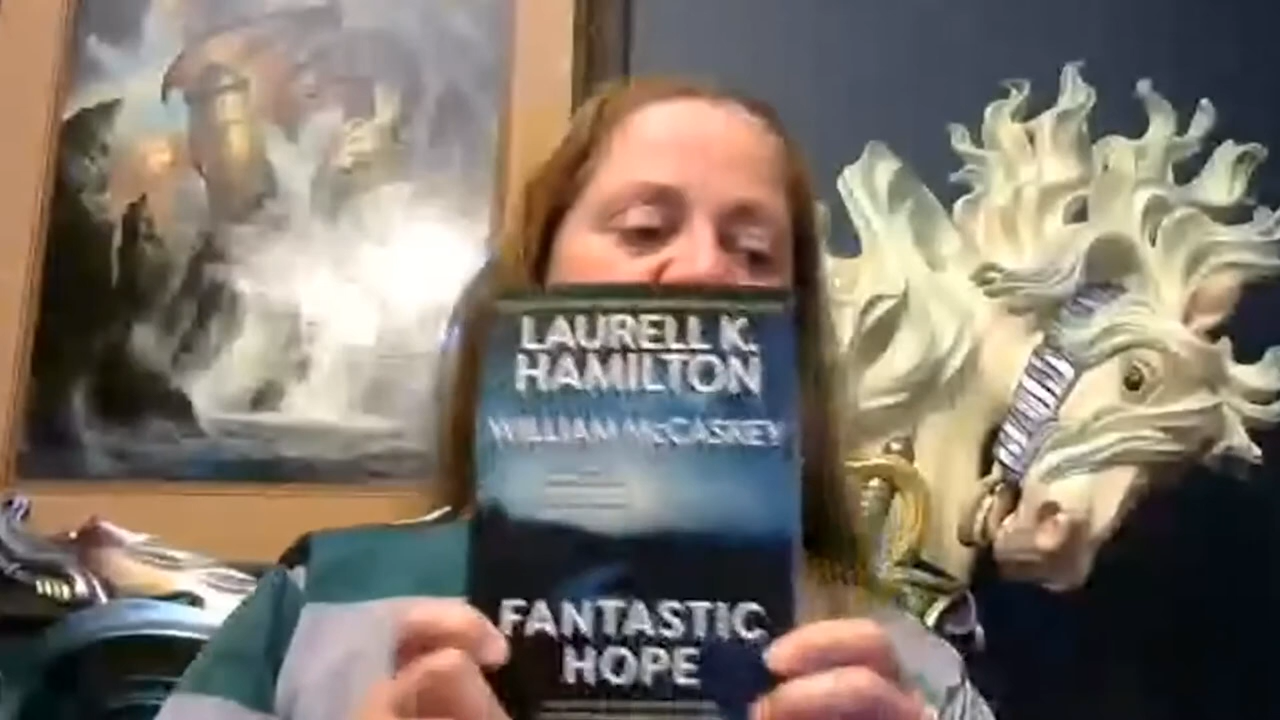 LAURELL K.
HAMILTON
WILLIAM McCASKEY
FANTASTIC
HOPE